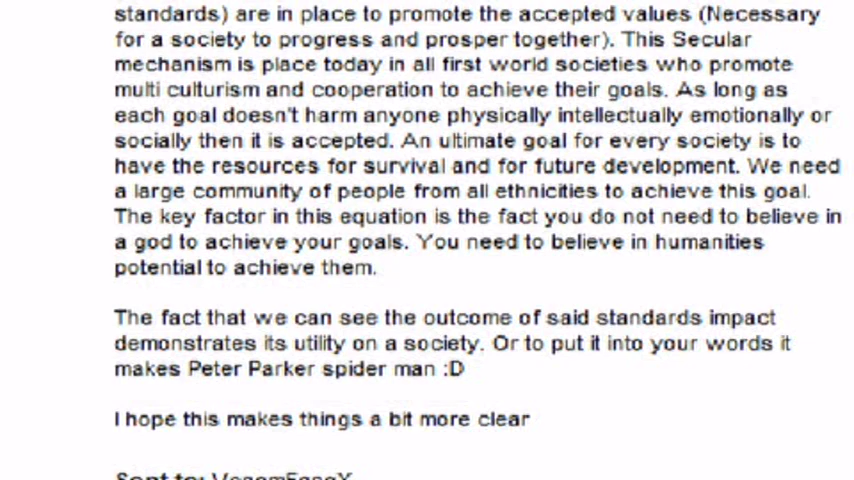 standards) are in place to promote the accepted values (Necessary
for a society to progress and prosper together). This Secular
mechanism is place today in all first world societies who promote
multi culturism and cooperation to achieve their goals. As long as
each goal doesn't harm anyone physically intellectually emotionally or
socially then it is accepted. An ultimate goal for every society is to
have the resources for survival and for future development. We need
a large community of people from all ethnicities to achieve this goal.
The key factor in this equation is the fact you do not need to believe in
a god to achieve your goals. You need to believe in humanities
potential to achieve them.
The fact that we can see the outcome of said standards impact
demonstrates its utility on a society. Or to put it into your words it
makes Peter Parker spider man :D
I hope this makes things a bit more clear
Sent to: VenomFangX